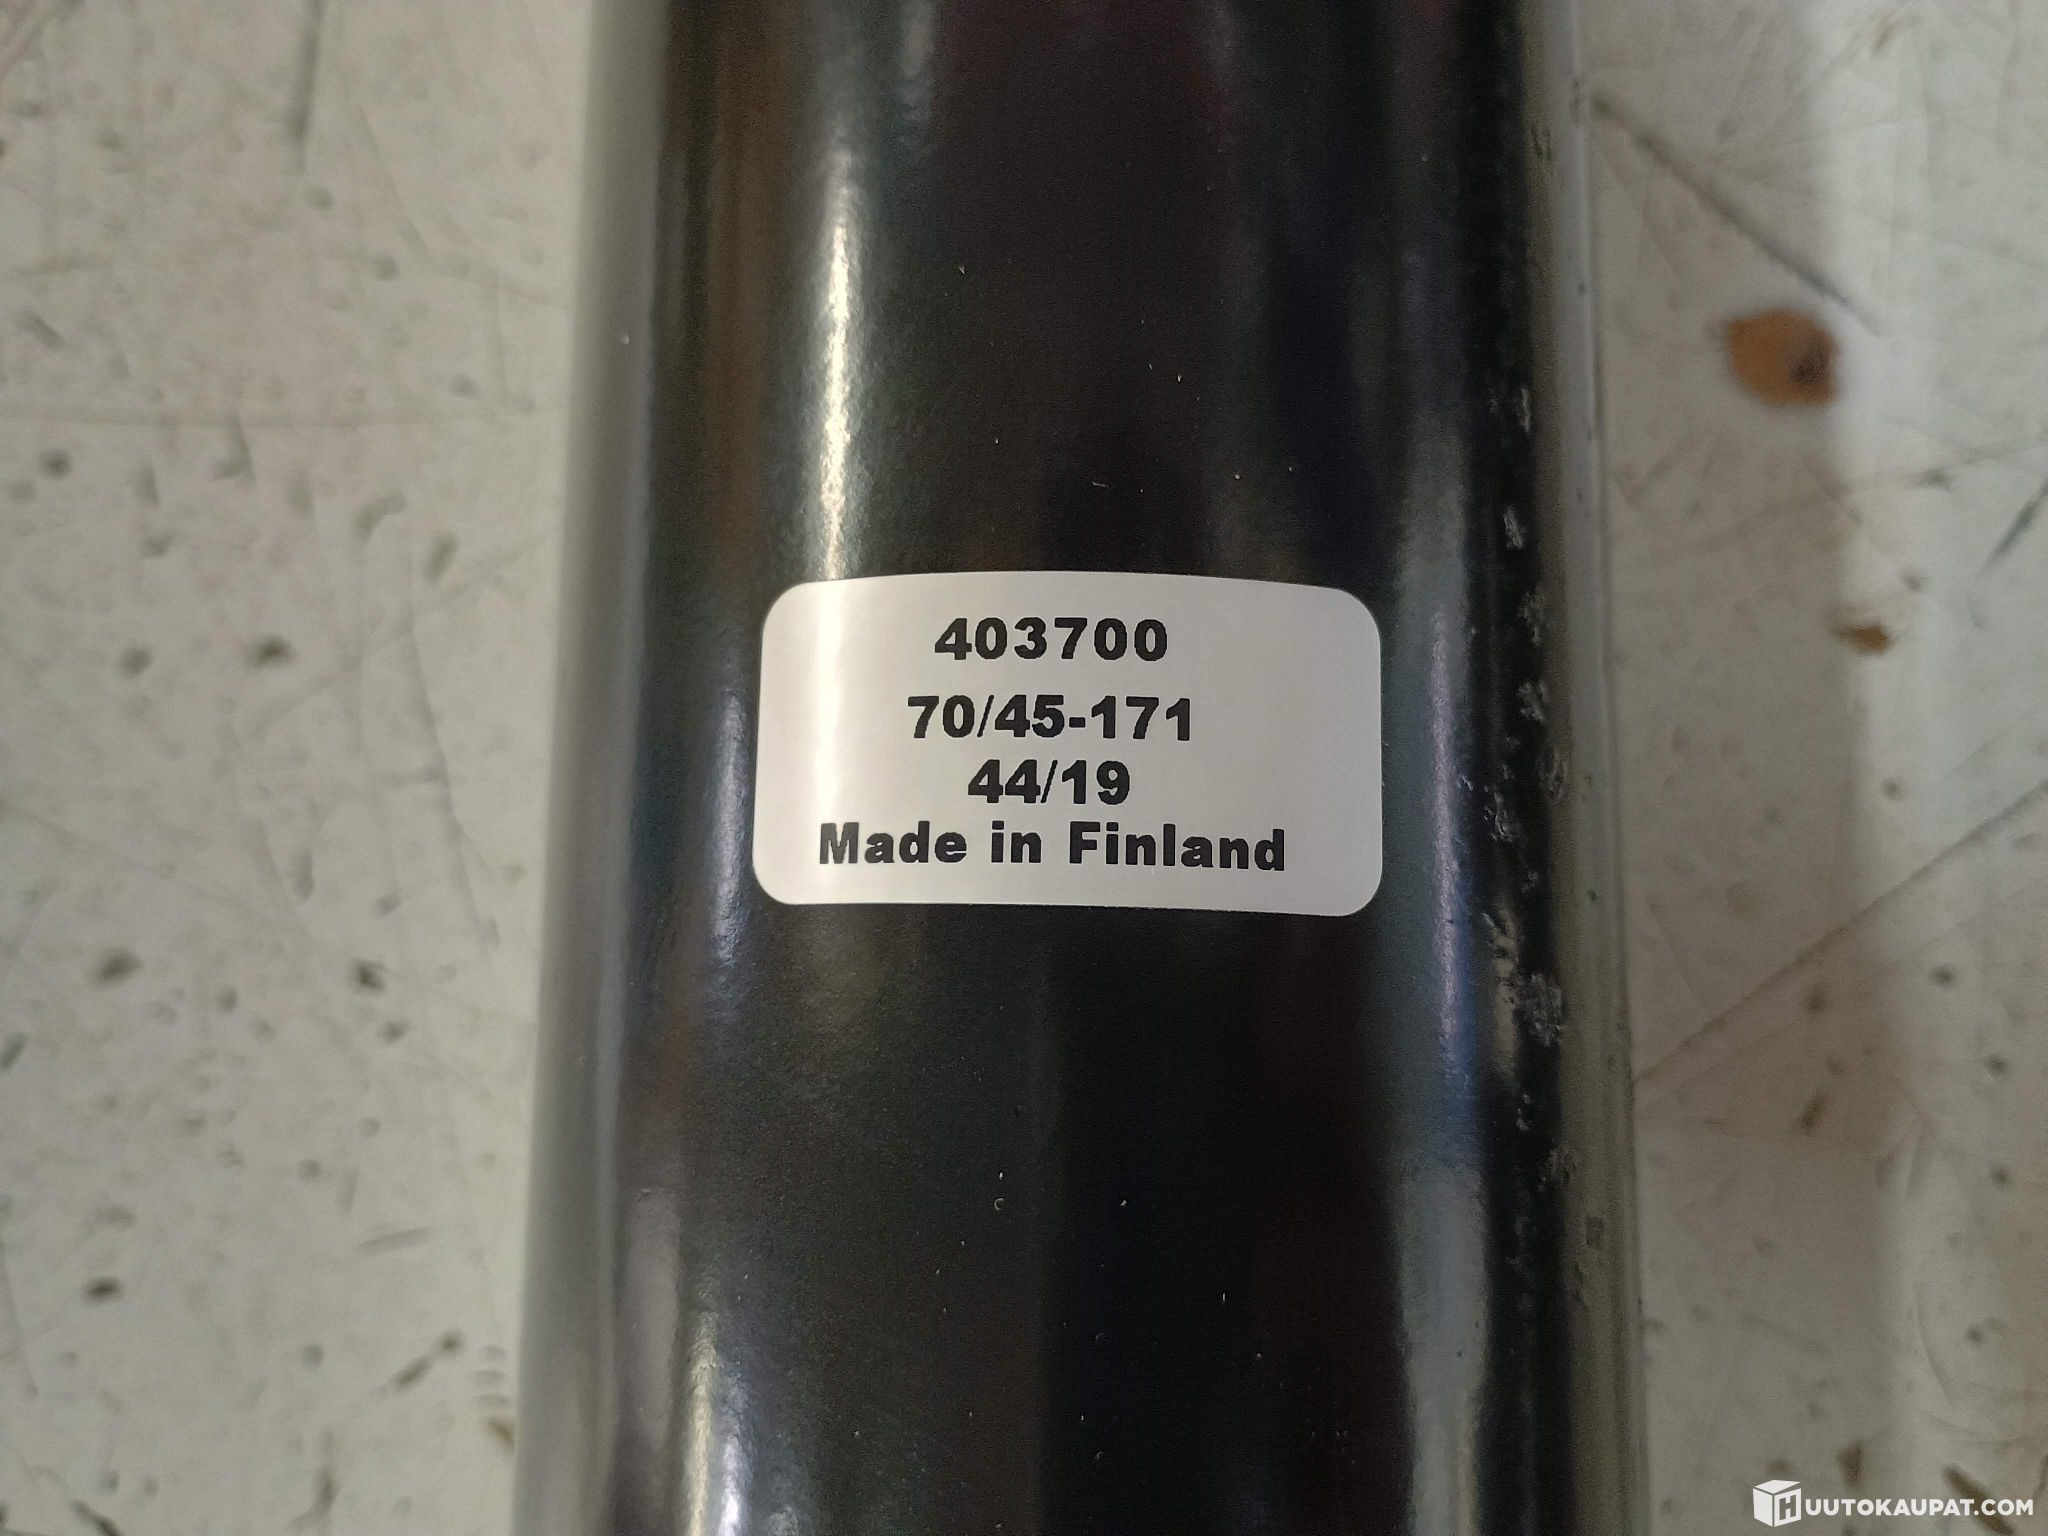 403700
70/45-171
44/19
Made in Finland
HUUTOKAUPAT.COM